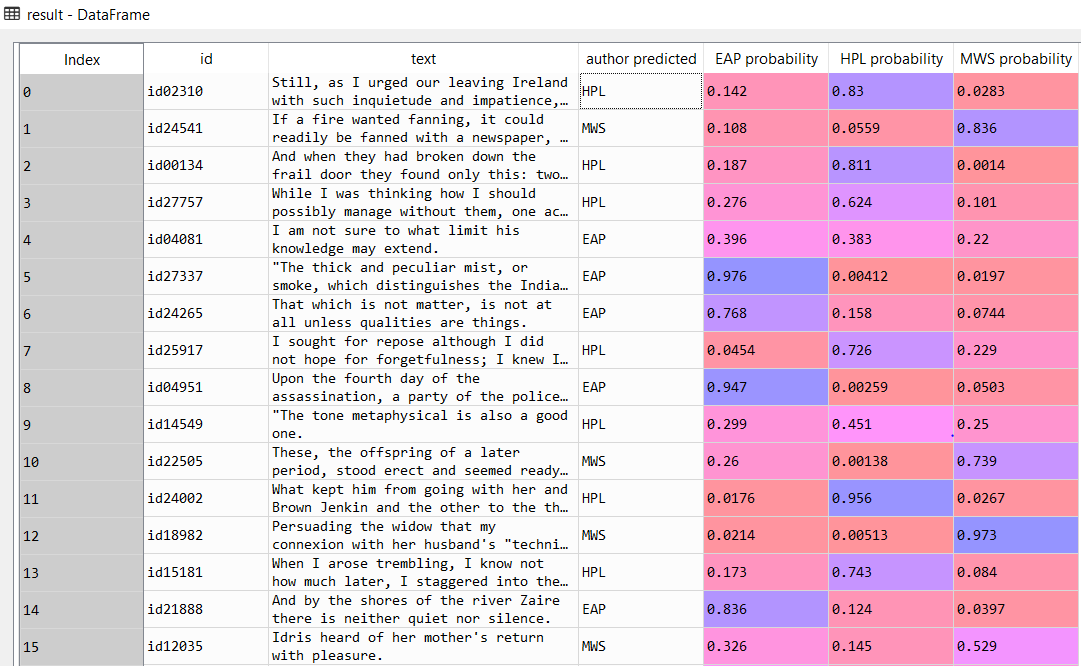 result - DataFrame
Index id text author predicted EAP probability HPL probability MWS probability
0 id02310 Still, as I urged our leaving Ireland HPL 0.142 0.83 0.0283
with such inquietude and impatience,…
1 id24541 If a fire wanted fanning, it could MWS 0.108 0.0559 0.836
readily be fanned with a newspaper, …
2 id00134 And when they had broken down the HPL 0.187 0.811 0.0014
frail door they found only this: two…
3 id27757 While I was thinking how I should HPL 0.276 0.624 0.101
possibly manage without them, one ac…
4 id04081 I am not sure to what limit his EAP 0.396 0.383 0.22
knowledge may extend.
5 id27337 "The thick and peculiar mist, or EAP 0.976 0.00412 0.0197
smoke, which distinguishes the India…
6 id24265 That which is not matter, is not at EAP 0.768 0.158 0.0744
all unless qualities are things.
7 id25917 I sought for repose although I did HPL 0.0454 0.726 0.229
not hope for forgetfulness; I knew I…
8 id04951 Upon the fourth day of the EAP 0.947 0.00259 0.0503
assassination, a party of the police…
9 id14549 "The tone metaphysical is also a good HPL 0.299 0.451 0.25
one.
10 id22505 These, the offspring of a later MWS 0.26 0.00138 0.739
period, stood erect and seemed ready…
11 id24002 What kept him from going with her and HPL 0.0176 0.956 0.0267
Brown Jenkin and the other to the th…
12 id18982 Persuading the widow that my MWS 0.0214 0.00513 0.973
connexion with her husband's "techni…
13 id15181 When I arose trembling, I know not HPL 0.173 0.743 0.084
how much later, I staggered into the…
14 id21888 And by the shores of the river Zaire EAP 0.836 0.124 0.0397
there is neither quiet nor silence.
15 id12035 Idris heard of her mother's return MWS 0.326 0.145 0.529
with pleasure.